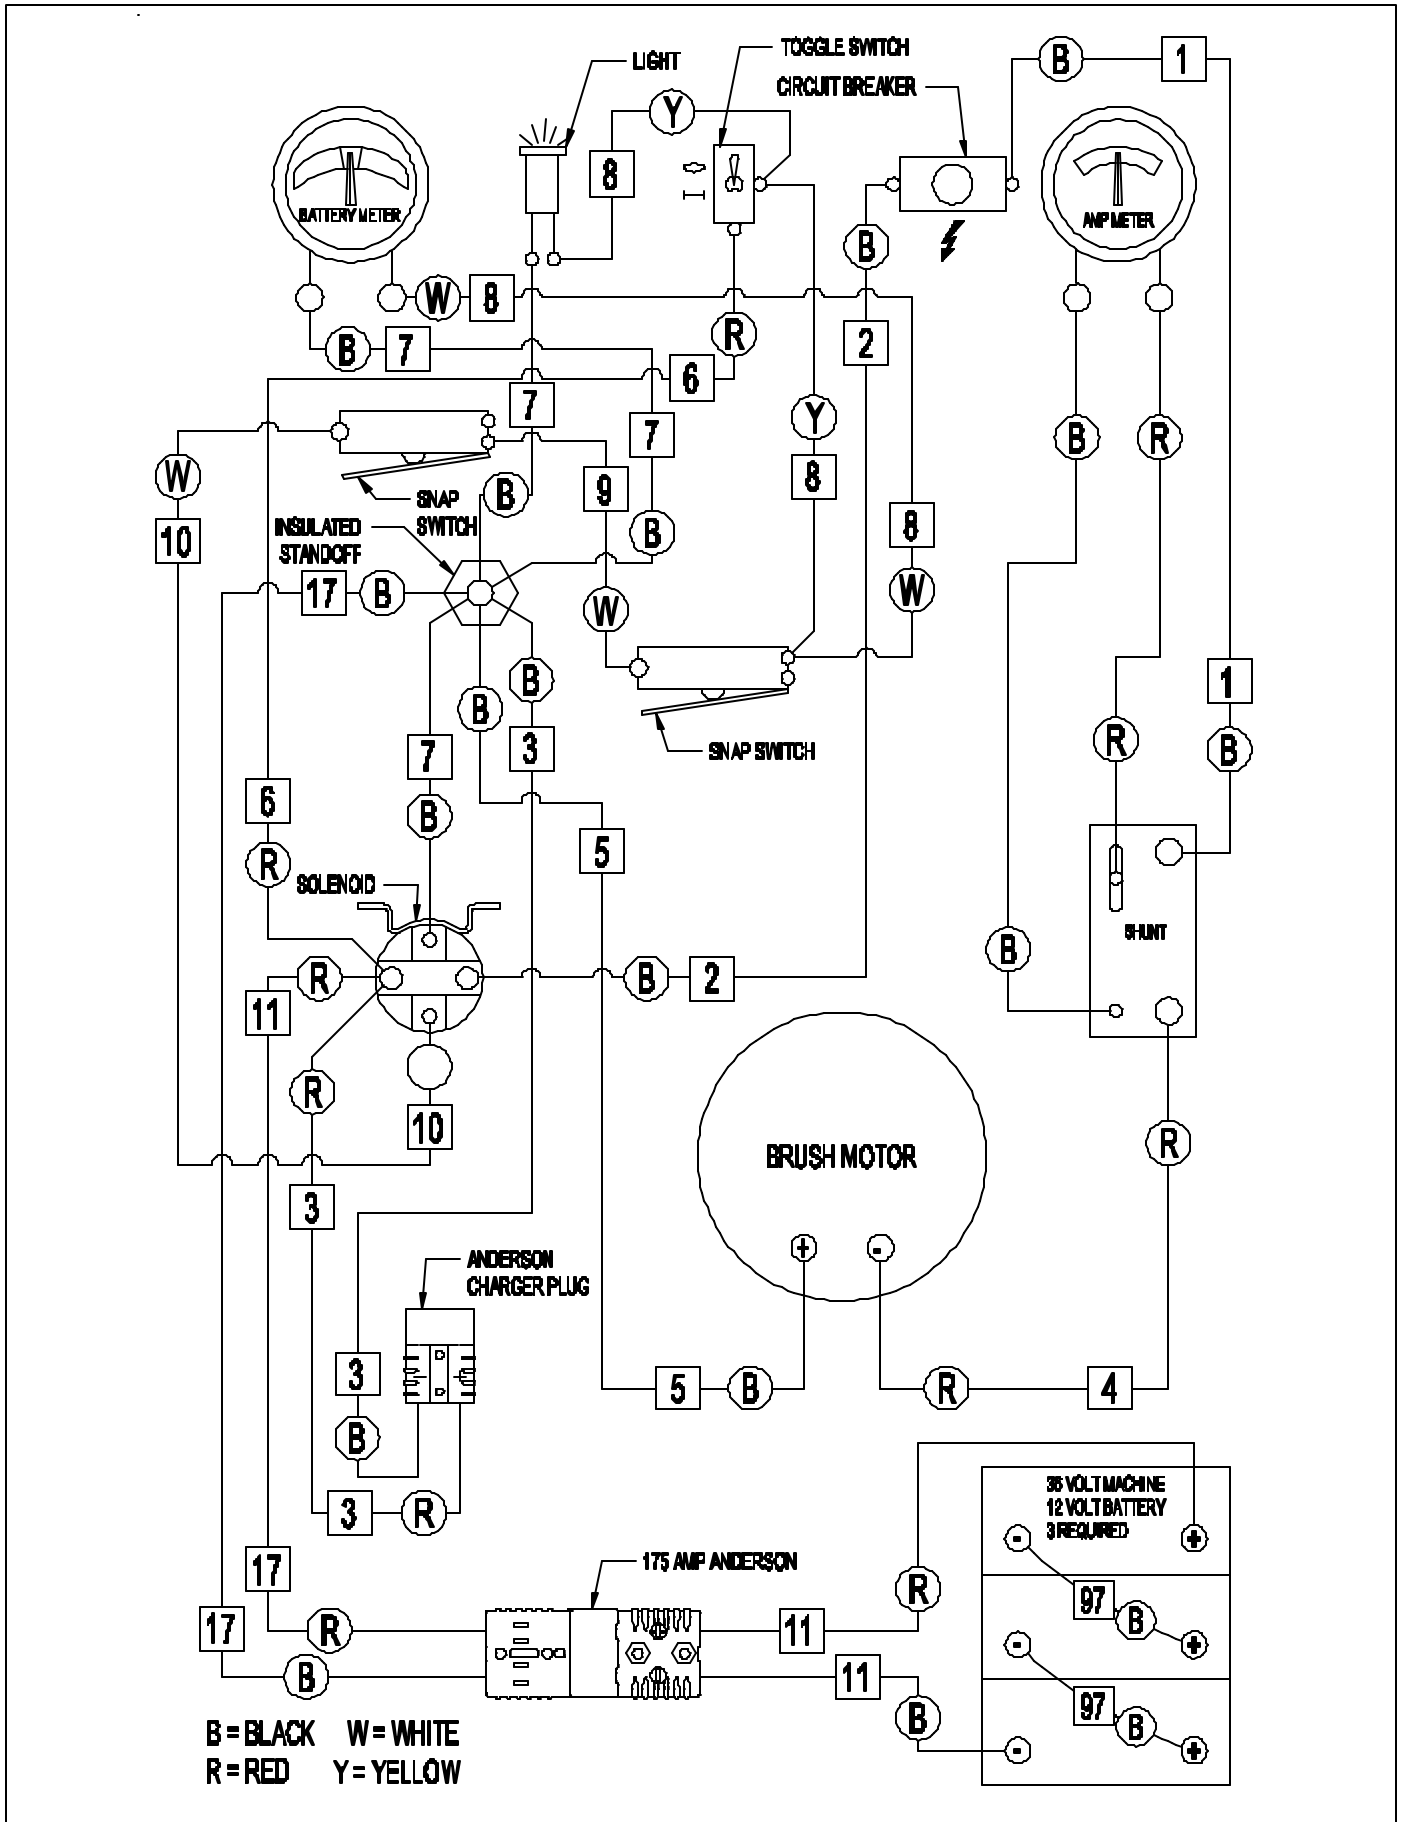 LIGHT
TOGGLE SWITCH
CIRCUIT BREAKER
B
1
Y
8
BATTERY METER
AMP METER
B
W
8
R
2
B
7
6
7
Y
B
R
7
W
9
8
B
SNAP
SWITCH
10
INSULATED
STANDOFF
8
B
17
B
W
W
B
B
1
7
3
SNAP SWITCH
R
B
6
B
5
R
SOLENOID
SHUNT
B
R
B
2
11
R
10
BRUSH MOTOR
R
3
+
-
ANDERSON
CHARGER PLUG
3
5
B
R
4
B
3
R
36 VOLT MACHINE
12 VOLT BATTERY
3 REQUIRED
-
+
17
175 AMP ANDERSON
R
97
B
17
R
11
-
+
B
11
97
B
B
-
+
B = BLACK W = WHITE
R = RED Y = YELLOW